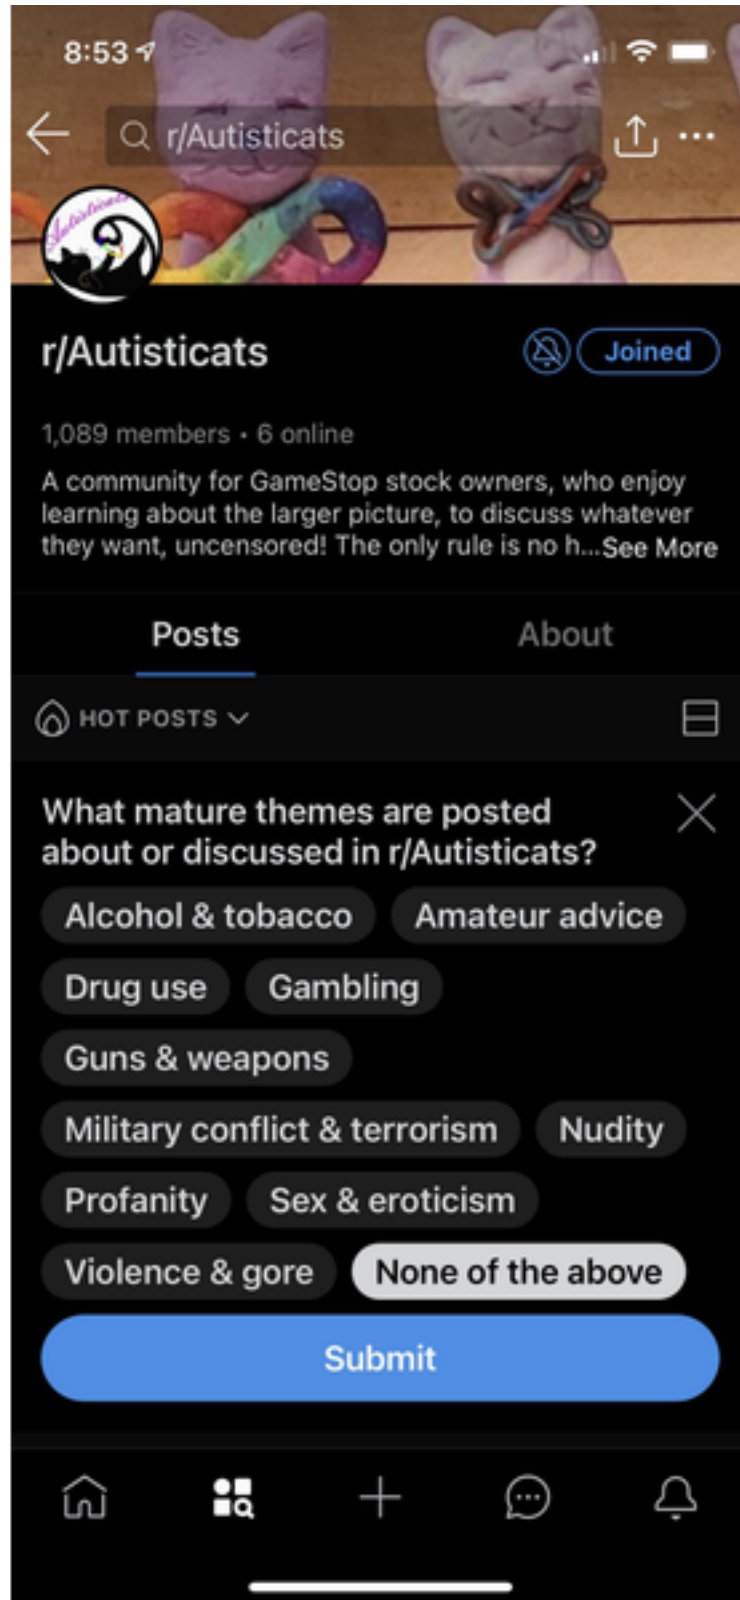 8:53
r/Autisticats
Autisticats
r/Autisticats
Joined
1,089 members • 6 online
A community for GameStop stock owners, who enjoy
learning about the larger picture, to discuss whatever
they want, uncensored! The only rule is no h...See More
Posts
About
HOT POSTS
What mature themes are posted
about or discussed in r/Autisticats?
Alcohol & tobacco
Amateur advice
Drug use
Gambling
Guns & weapons
Military conflict & terrorism
Nudity
Profanity
Sex & eroticism
Violence & gore
None of the above
Submit